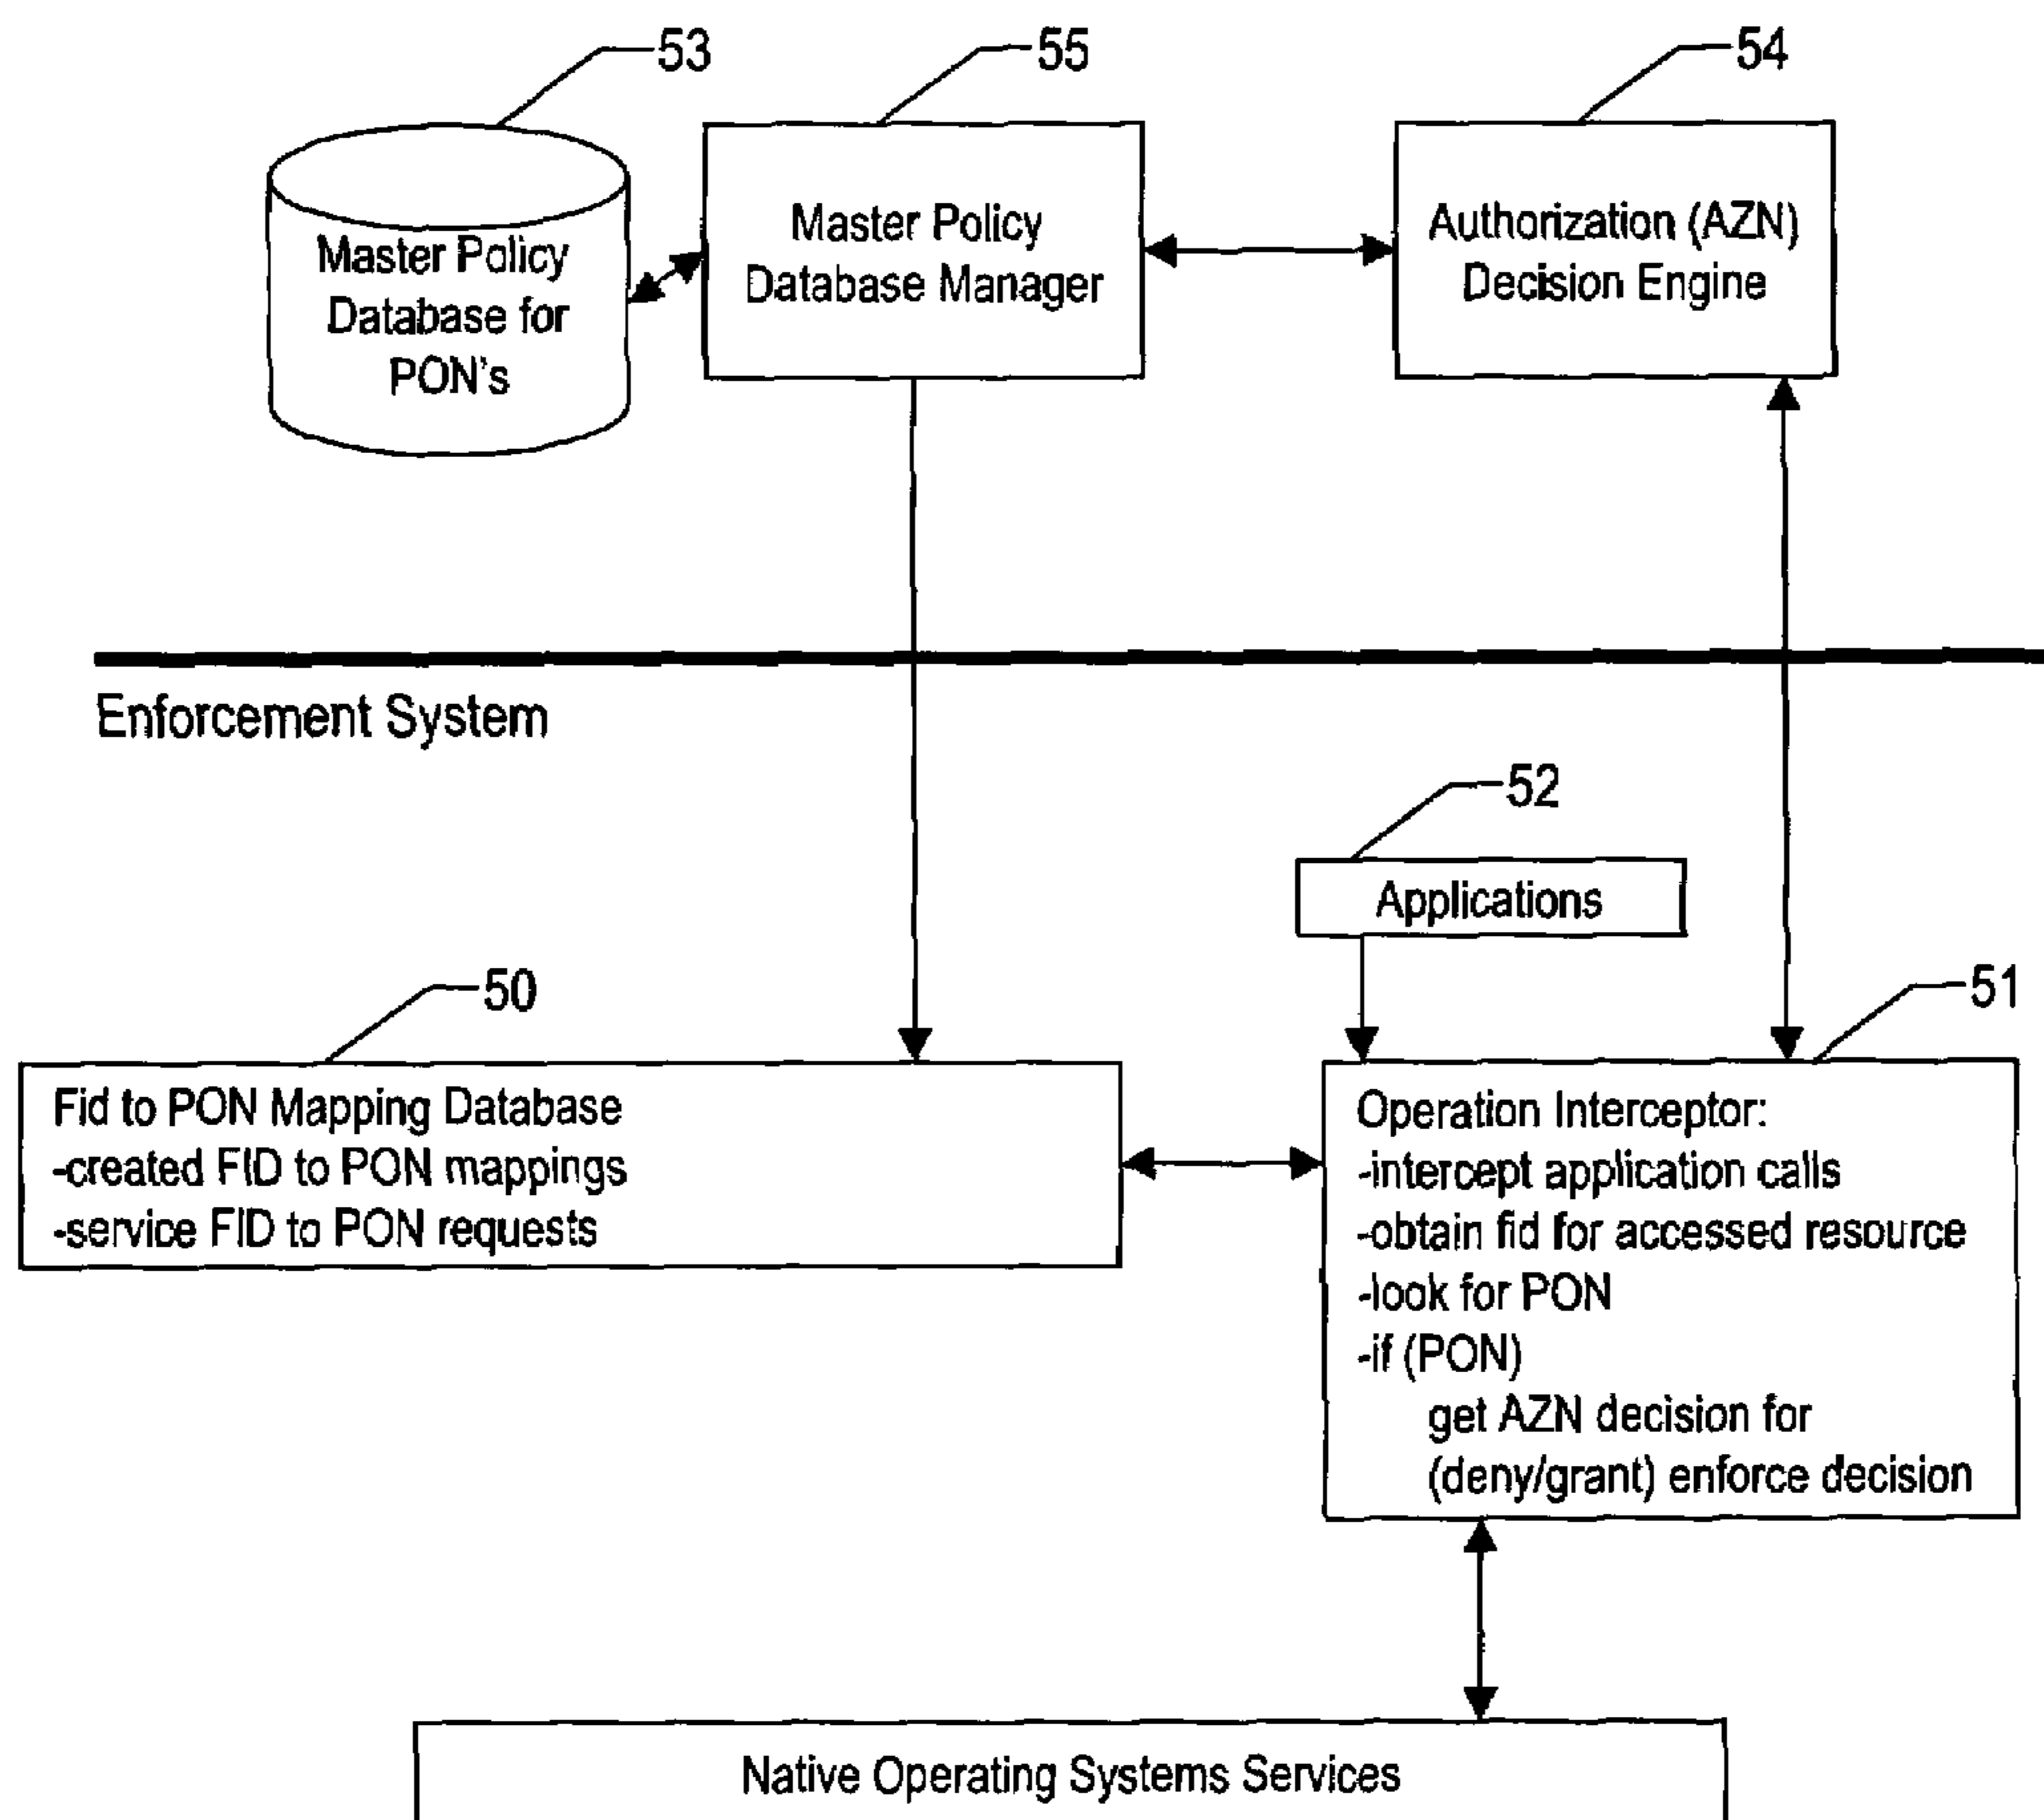 53
55
54
Master Policy
Database for
PON's
Master Policy
Database Manager
Authorization (AZN)
Decision Engine
Enforcement System
52
Applications
50
51
Fid to PON Mapping Database
-created FID to PON mappings
-service FID to PON requests
Operation Interceptor:
-intercept application calls
-obtain fid for accessed resource
-look for PON
-if (PON)
get AZN decision for
(deny/grant) enforce decision
Native Operating Systems Services